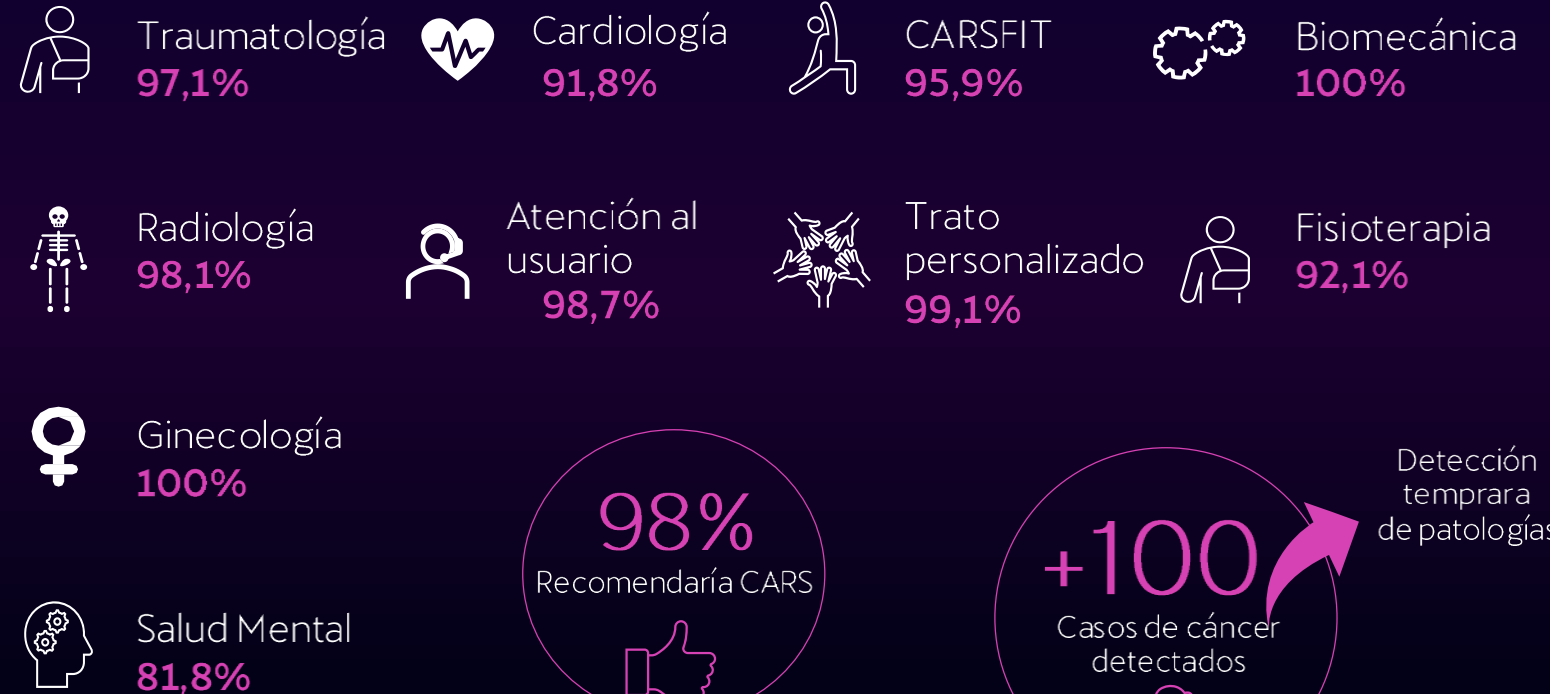 Traumatología
97,1%
Cardiología
91,8%
CARSFIT
95,9%
Biomecánica
100%
Radiología
98,1%
Atención al
usuario
98,7%
Trato
personalizado
99,1%
Fisioterapia
92,1%
Ginecología
100%
Salud Mental
81,8%
98%
Recomendaría CARS
+100
Casos de cáncer
detectados
Detección
temprara
de patologías